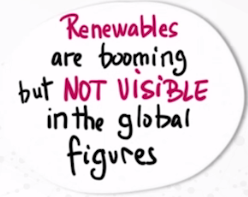 Renewables
are booming
but NOT VISIBLE
in the global
figures